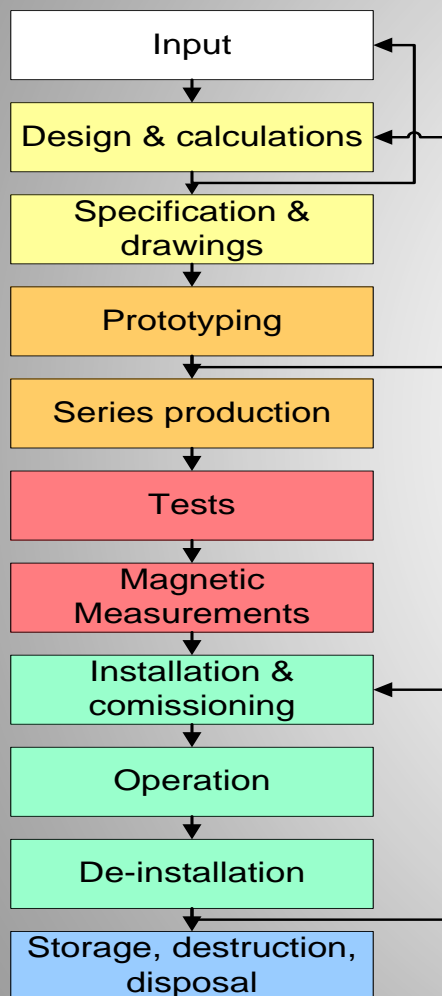 Input
Design & calculations
Specification &
drawings
Prototyping
Series production
Tests
Magnetic
Measurements
Installation &
comissioning
Operation
De-installation
Storage, destruction,
disposal